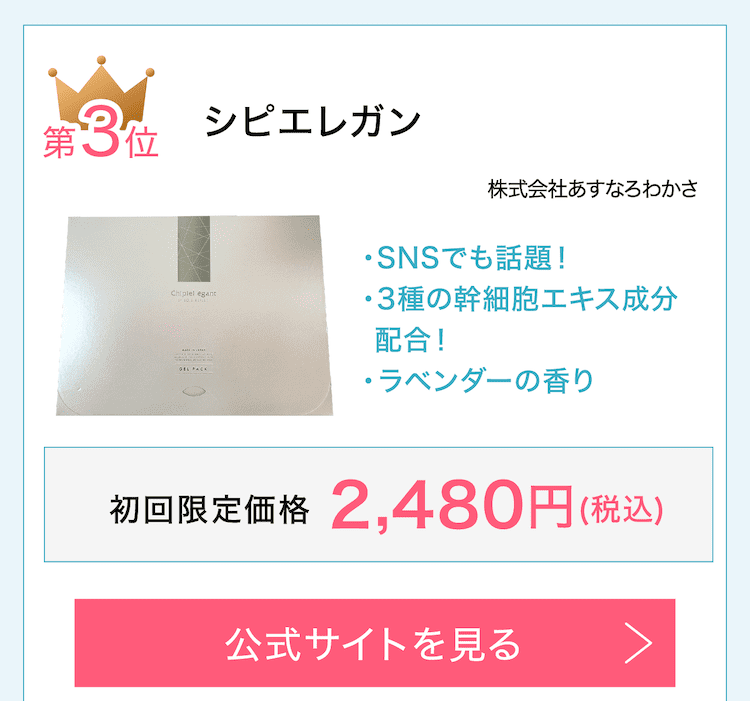 第3位
シピエレガン
株式会社あすなろわかさ
・SNSでも話題！
・3種の幹細胞エキス成分
配合！
・ラベンダーの香り
GEL PACK
初回限定価格 2,480円(税込)
公式サイトを見る